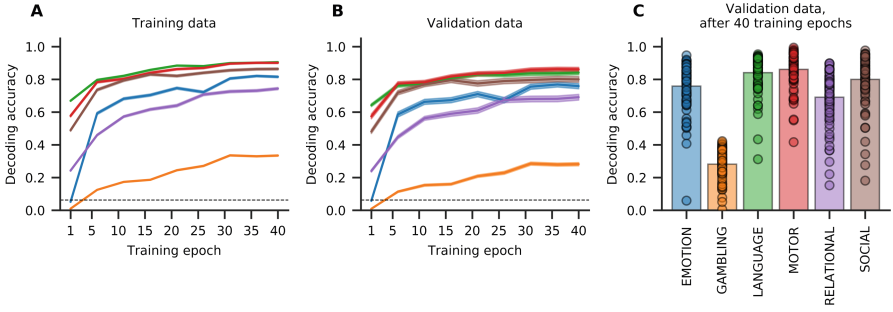 A
Training data
Decoding accuracy
1.0
0.8
0.6
0.4
0.2
0.0
1 5 10 15 20 25 30 35 40
Training epoch
B
Validation data
Decoding accuracy
1.0
0.8
0.6
0.4
0.2
0.0
1 5 10 15 20 25 30 35 40
Training epoch
C
Validation data,
after 40 training epochs
Decoding accuracy
1.0
0.8
0.6
0.4
0.2
0.0
EMOTION
GAMBLING
LANGUAGE
MOTOR
RELATIONAL
SOCIAL